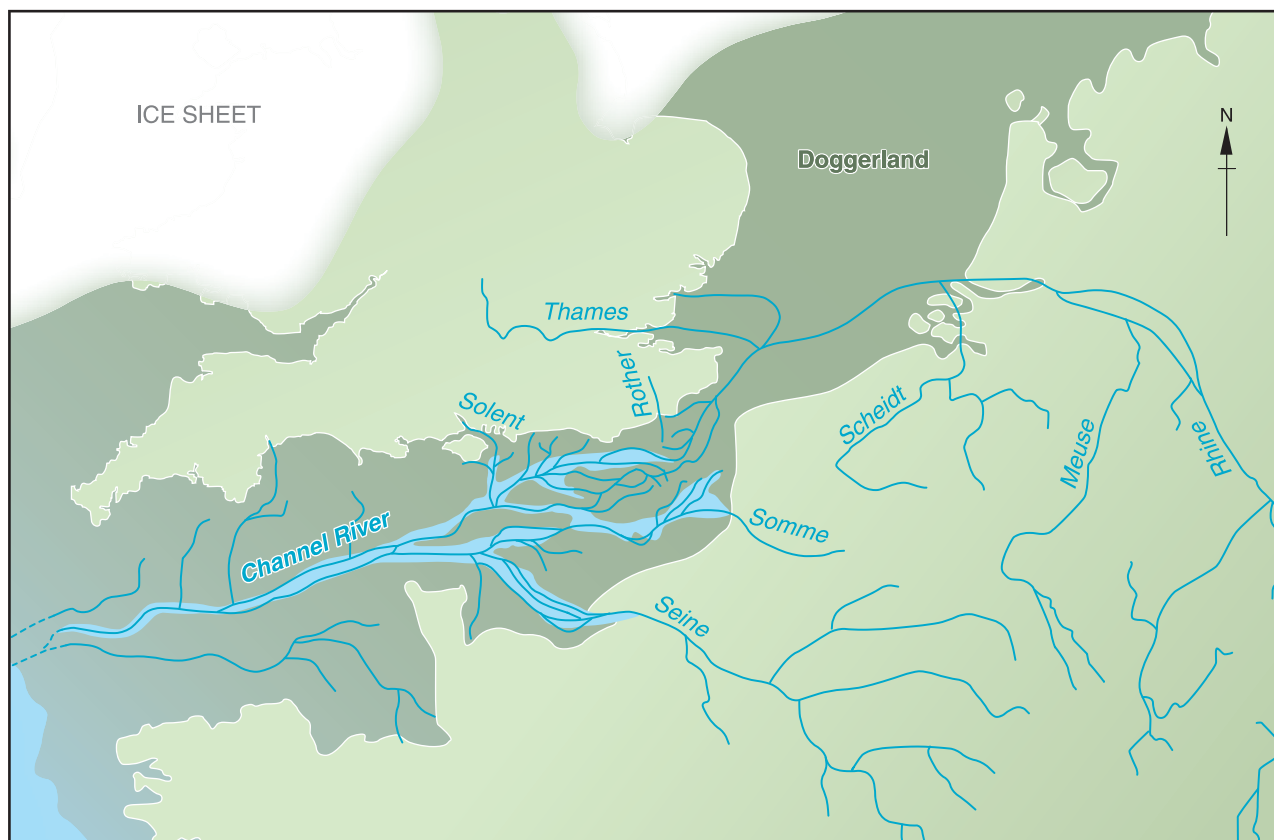 ICE SHEET
N
Doggerland
Thames
Rother
Solent
Scheidt
Meuse
Rhine
Channel River
Somme
Seine